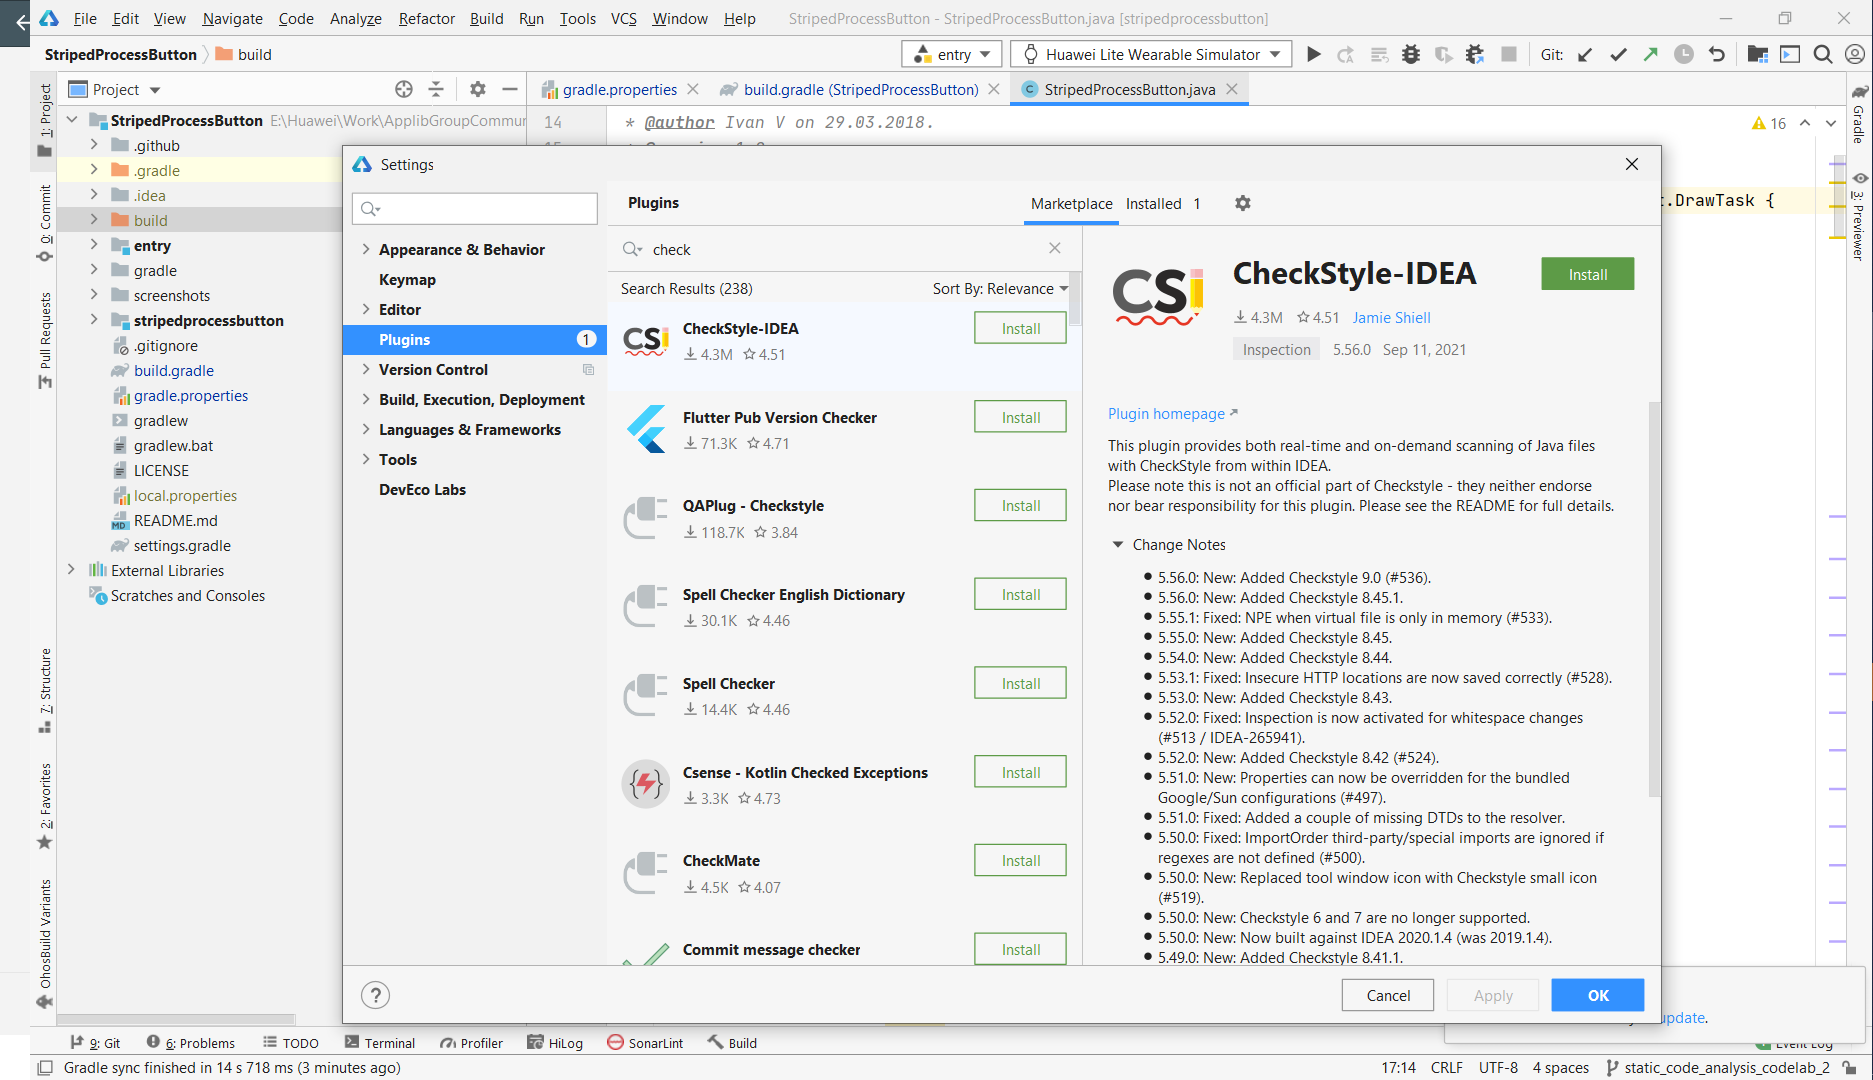 File Edit View Navigate Code Analyze Refactor Build Run Tools VCS Window Help StripedProcessButton - StripedProcessButton.java [stripedprocessbutton]
StripedProcessButton build entry Huawei Lite Wearable Simulator Git:
Project gradle.properties build.gradle (StripedProcessButton) StripedProcessButton.java
1: Project
0: Commit
Pull Requests
7: Structure
2: Favorites
OhosBuild Variants
StripedProcessButton E:\Huawei\Work\ApplibGroupCommur
.github
.gradle
.idea
build
entry
gradle
screenshots
stripedprocessbutton
.gitignore
build.gradle
gradle.properties
gradlew
gradlew.bat
LICENSE
local.properties
README.md
settings.gradle
External Libraries
Scratches and Consoles
14 * @author Ivan V on 29.03.2018.
16
.DrawTask {
Gradle
3: Previewer
Settings
Appearance & Behavior
Keymap
Editor
Plugins 1
Version Control
Build, Execution, Deployment
Languages & Frameworks
Tools
DevEco Labs
Plugins Marketplace Installed 1
check
Search Results (238) Sort By: Relevance
CSi CheckStyle-IDEA Install
4.3M 4.51
Flutter Pub Version Checker Install
71.3K 4.71
QAPlug - Checkstyle Install
118.7K 3.84
Spell Checker English Dictionary Install
30.1K 4.46
Spell Checker Install
14.4K 4.46
Csense - Kotlin Checked Exceptions Install
3.3K 4.73
CheckMate Install
4.5K 4.07
Commit message checker Install
CSi CheckStyle-IDEA Install
4.3M 4.51 Jamie Shiell
Inspection 5.56.0 Sep 11, 2021
Plugin homepage
This plugin provides both real-time and on-demand scanning of Java files
with CheckStyle from within IDEA.
Please note this is not an official part of Checkstyle - they neither endorse
nor bear responsibility for this plugin. Please see the README for full details.
Change Notes
5.56.0: New: Added Checkstyle 9.0 (#536).
5.56.0: New: Added Checkstyle 8.45.1.
5.55.1: Fixed: NPE when virtual file is only in memory (#533).
5.55.0: New: Added Checkstyle 8.45.
5.54.0: New: Added Checkstyle 8.44.
5.53.1: Fixed: Insecure HTTP locations are now saved correctly (#528).
5.53.0: New: Added Checkstyle 8.43.
5.52.0: Fixed: Inspection is now activated for whitespace changes
(#513 / IDEA-265941).
5.52.0: New: Added Checkstyle 8.42 (#524).
5.51.0: New: Properties can now be overridden for the bundled
Google/Sun configurations (#497).
5.51.0: Fixed: Added a couple of missing DTDs to the resolver.
5.50.0: Fixed: ImportOrder third-party/special imports are ignored if
regexes are not defined (#500).
5.50.0: New: Replaced tool window icon with Checkstyle small icon
(#519).
5.50.0: New: Checkstyle 6 and 7 are no longer supported.
5.50.0: New: Now built against IDEA 2020.1.4 (was 2019.1.4).
5.49.0: New: Added Checkstyle 8.41.1.
? Cancel Apply OK
update.
9: Git 6: Problems TODO Terminal Profiler HiLog SonarLint Build Event Log
Gradle sync finished in 14 s 718 ms (3 minutes ago) 17:14 CRLF UTF-8 4 spaces static_code_analysis_codelab_2